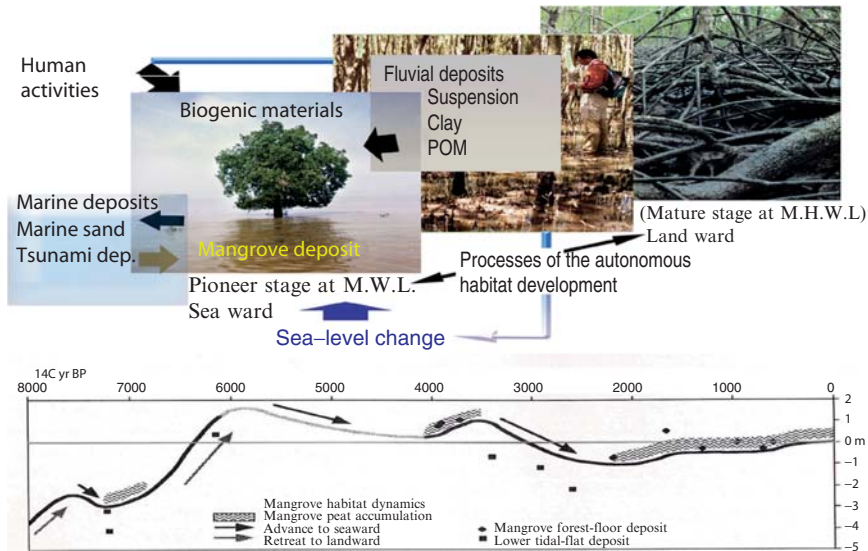 Human
activities
Biogenic materials
Fluvial deposits
Suspension
Clay
POM
Marine deposits
Marine sand
Tsunami dep.
Mangrove deposit
(Mature stage at M.H.W.L)
Land ward
Processes of the autonomous
habitat development
Pioneer stage at M.W.L.
Sea ward
Sea–level change
14C yr BP
8000 7000 6000 5000 4000 3000 2000 1000 0
2
1
0 m
−1
−2
−3
−4
−5
Mangrove habitat dynamics
Mangrove peat accumulation
Advance to seaward
Retreat to landward
Mangrove forest-floor deposit
Lower tidal-flat deposit